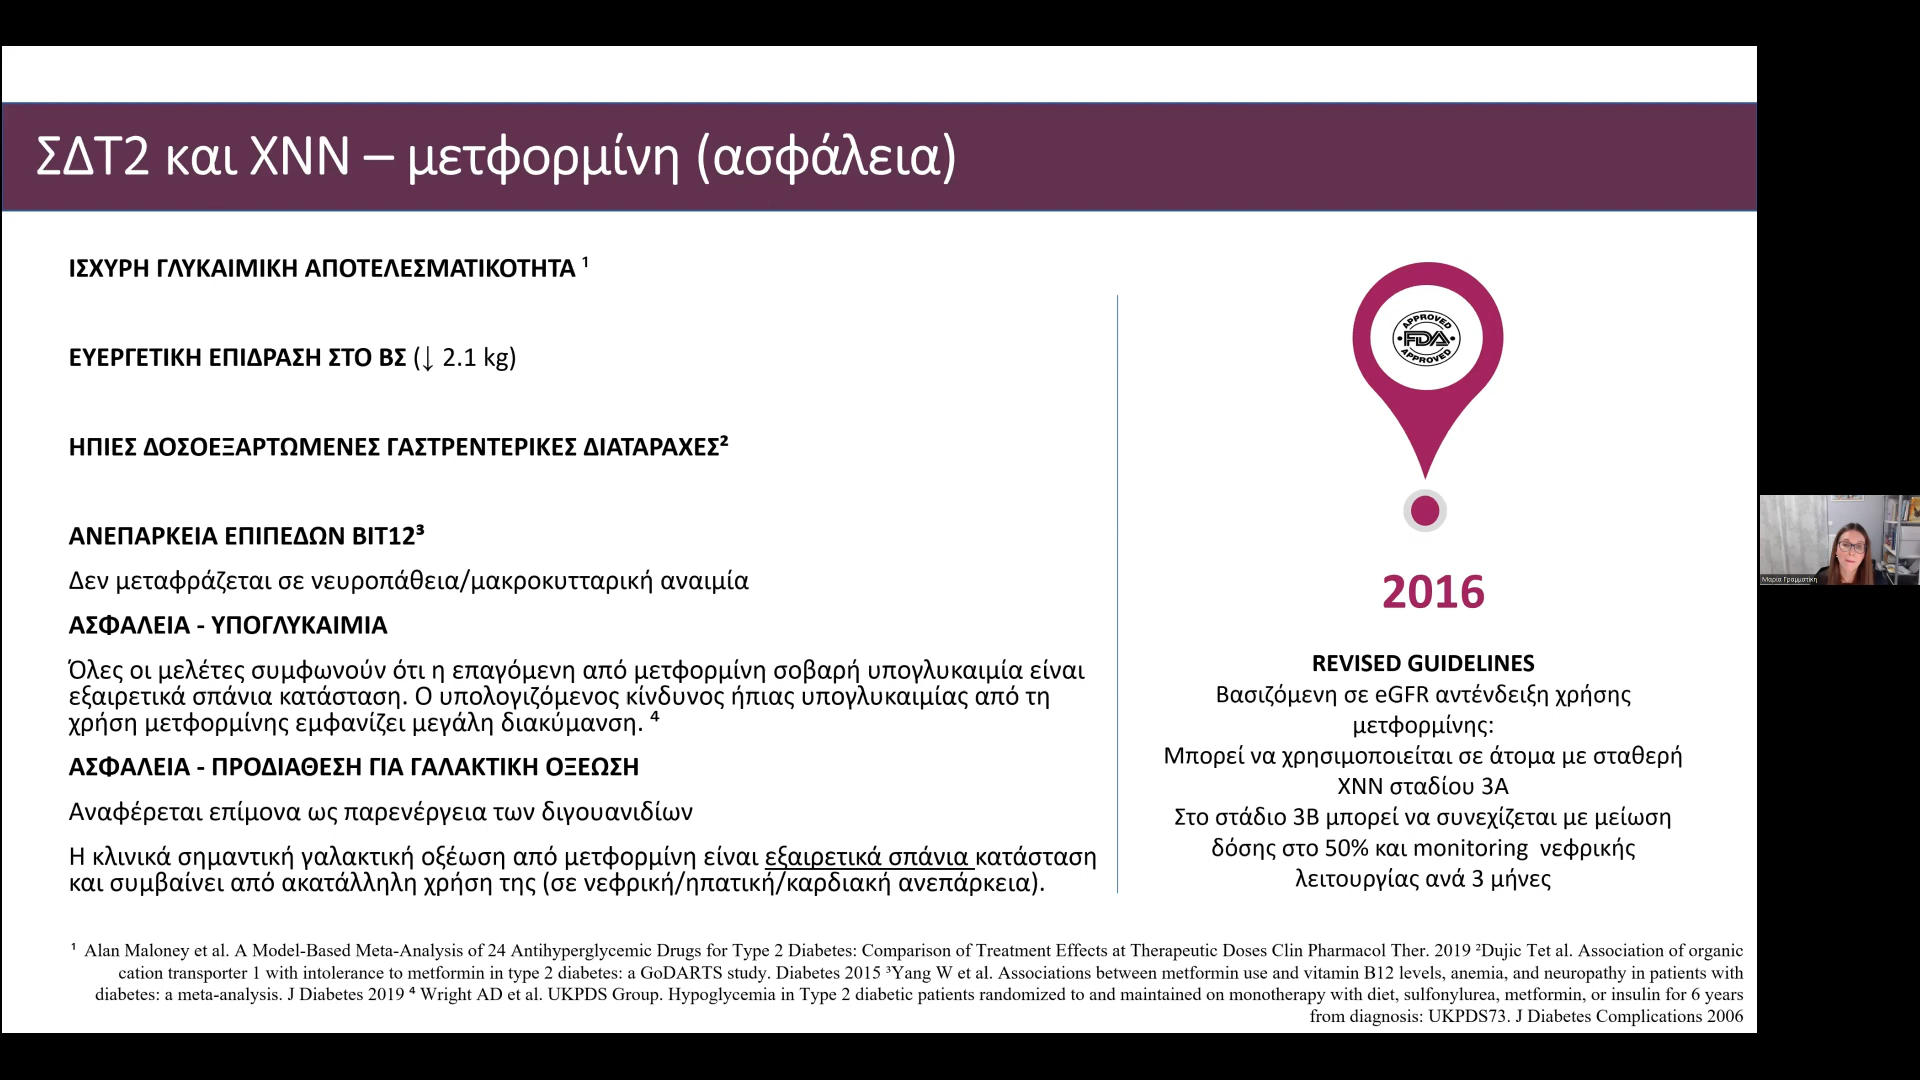 ΣΔΤ2 και ΧΝΝ – μετφορμίνη (ασφάλεια)
ΙΣΧΥΡΗ ΓΛΥΚΑΙΜΙΚΗ ΑΠΟΤΕΛΕΣΜΑΤΙΚΟΤΗΤΑ ¹
ΕΥΕΡΓΕΤΙΚΗ ΕΠΙΔΡΑΣΗ ΣΤΟ ΒΣ (↓ 2.1 kg)
ΗΠΙΕΣ ΔΟΣΟΕΞΑΡΤΩΜΕΝΕΣ ΓΑΣΤΡΕΝΤΕΡΙΚΕΣ ΔΙΑΤΑΡΑΧΕΣ²
ΑΝΕΠΑΡΚΕΙΑ ΕΠΙΠΕΔΩΝ ΒΙΤ12³
Δεν μεταφράζεται σε νευροπάθεια/μακροκυτταρική αναιμία
ΑΣΦΑΛΕΙΑ - ΥΠΟΓΛΥΚΑΙΜΙΑ
Όλες οι μελέτες συμφωνούν ότι η επαγόμενη από μετφορμίνη σοβαρή υπογλυκαιμία είναι
εξαιρετικά σπάνια κατάσταση. Ο υπολογιζόμενος κίνδυνος ήπιας υπογλυκαιμίας από τη
χρήση μετφορμίνης εμφανίζει μεγάλη διακύμανση. ⁴
ΑΣΦΑΛΕΙΑ - ΠΡΟΔΙΑΘΕΣΗ ΓΙΑ ΓΑΛΑΚΤΙΚΗ ΟΞΕΩΣΗ
Αναφέρεται επίμονα ως παρενέργεια των διγουανιδίων
Η κλινικά σημαντική γαλακτική οξέωση από μετφορμίνη είναι εξαιρετικά σπάνια κατάσταση
και συμβαίνει από ακατάλληλη χρήση της (σε νεφρική/ηπατική/καρδιακή ανεπάρκεια).
APPROVED
FDA
APPROVED
2016
REVISED GUIDELINES
Βασιζόμενη σε eGFR αντένδειξη χρήσης
μετφορμίνης:
Μπορεί να χρησιμοποιείται σε άτομα με σταθερή
ΧΝΝ σταδίου 3Α
Στο στάδιο 3Β μπορεί να συνεχίζεται με μείωση
δόσης στο 50% και monitoring νεφρικής
λειτουργίας ανά 3 μήνες
¹ Alan Maloney et al. A Model-Based Meta-Analysis of 24 Antihyperglycemic Drugs for Type 2 Diabetes: Comparison of Treatment Effects at Therapeutic Doses Clin Pharmacol Ther. 2019 ²Dujic Tet al. Association of organic
cation transporter 1 with intolerance to metformin in type 2 diabetes: a GoDARTS study. Diabetes 2015 ³Yang W et al. Associations between metformin use and vitamin B12 levels, anemia, and neuropathy in patients with
diabetes: a meta-analysis. J Diabetes 2019 ⁴ Wright AD et al. UKPDS Group. Hypoglycemia in Type 2 diabetic patients randomized to and maintained on monotherapy with diet, sulfonylurea, metformin, or insulin for 6 years
from diagnosis: UKPDS73. J Diabetes Complications 2006
Μαρία Γραμματίκη